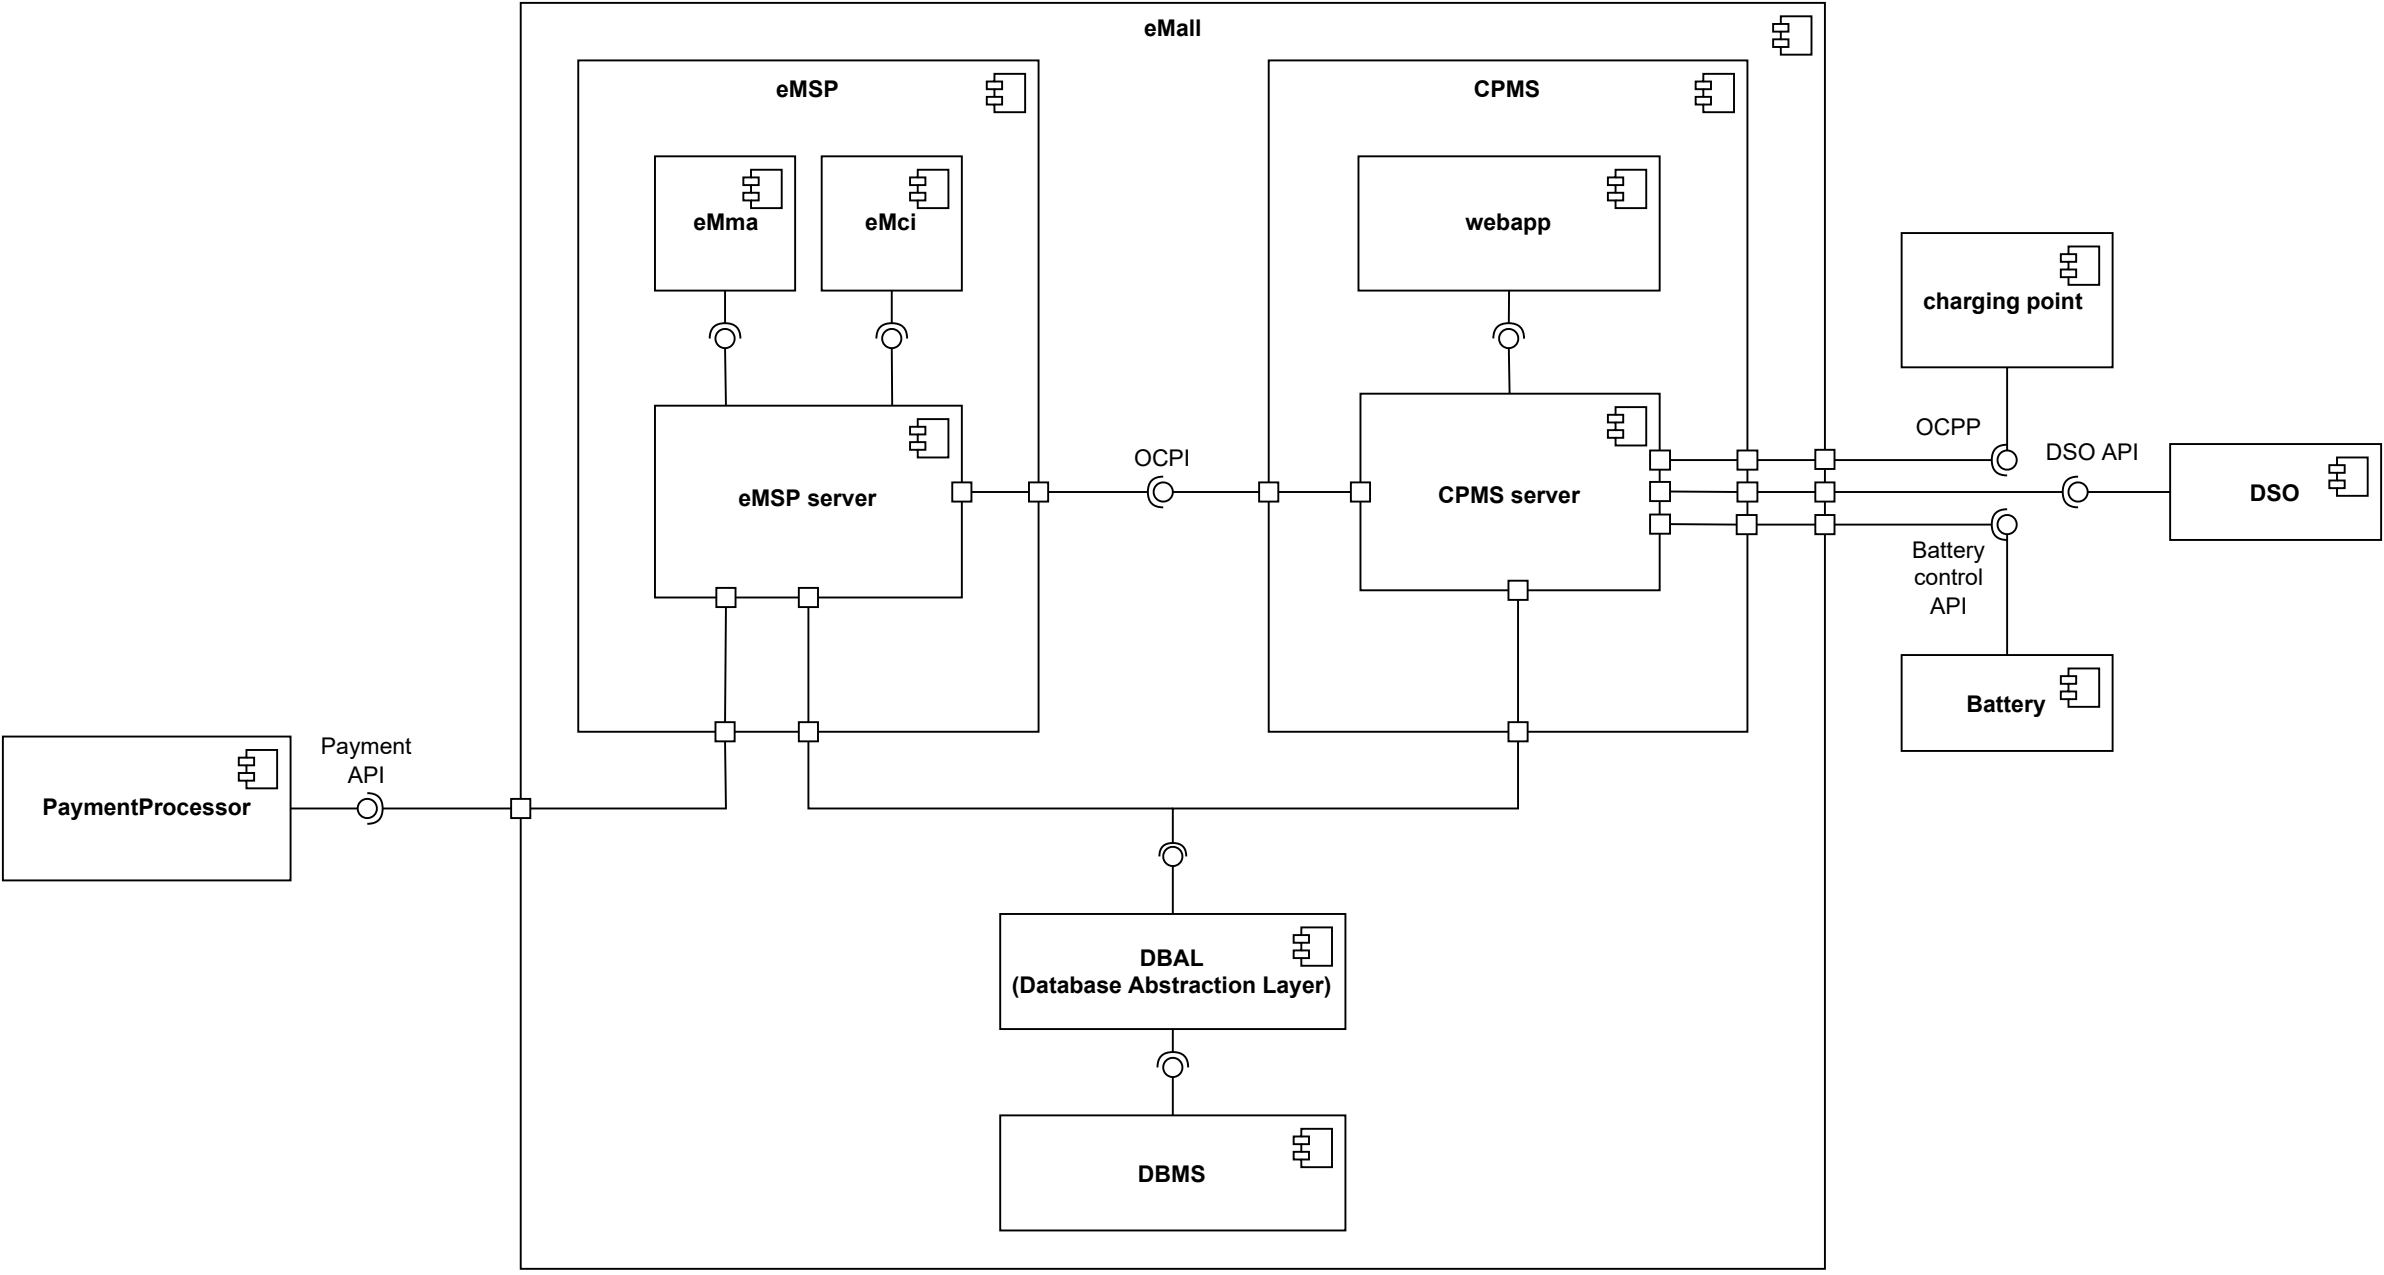 eMall
eMSP
CPMS
eMma
eMci
webapp
charging point
OCPP
DSO API
OCPI
eMSP server
CPMS server
DSO
Battery
control
API
Battery
Payment
API
PaymentProcessor
DBAL
(Database Abstraction Layer)
DBMS